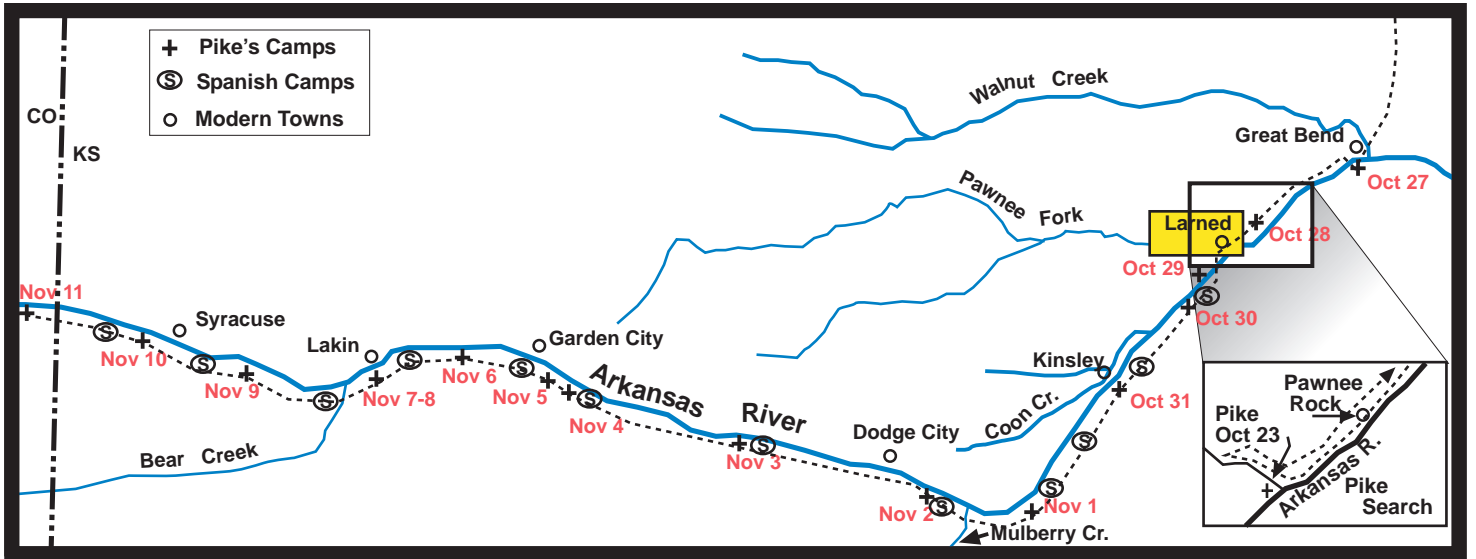 Pike's Camps
S Spanish Camps
Modern Towns
CO
KS
Walnut Creek
Great Bend
Oct 27
Pawnee Fork
Larned
Oct 28
Oct 29
S
Oct 30
Nov 11
Syracuse
S
Nov 10
S
Nov 9
Lakin
S
Nov 7-8
S
Nov 6
Garden City
S
Nov 5
S
Nov 4
Arkansas River
Nov 3
S
Dodge City
Coon Cr.
Kinsley
S
Oct 31
S
S
Nov 1
Nov 2
S
Mulberry Cr.
Bear Creek
Pawnee
Rock
Pike
Oct 23
Arkansas R.
Pike
Search